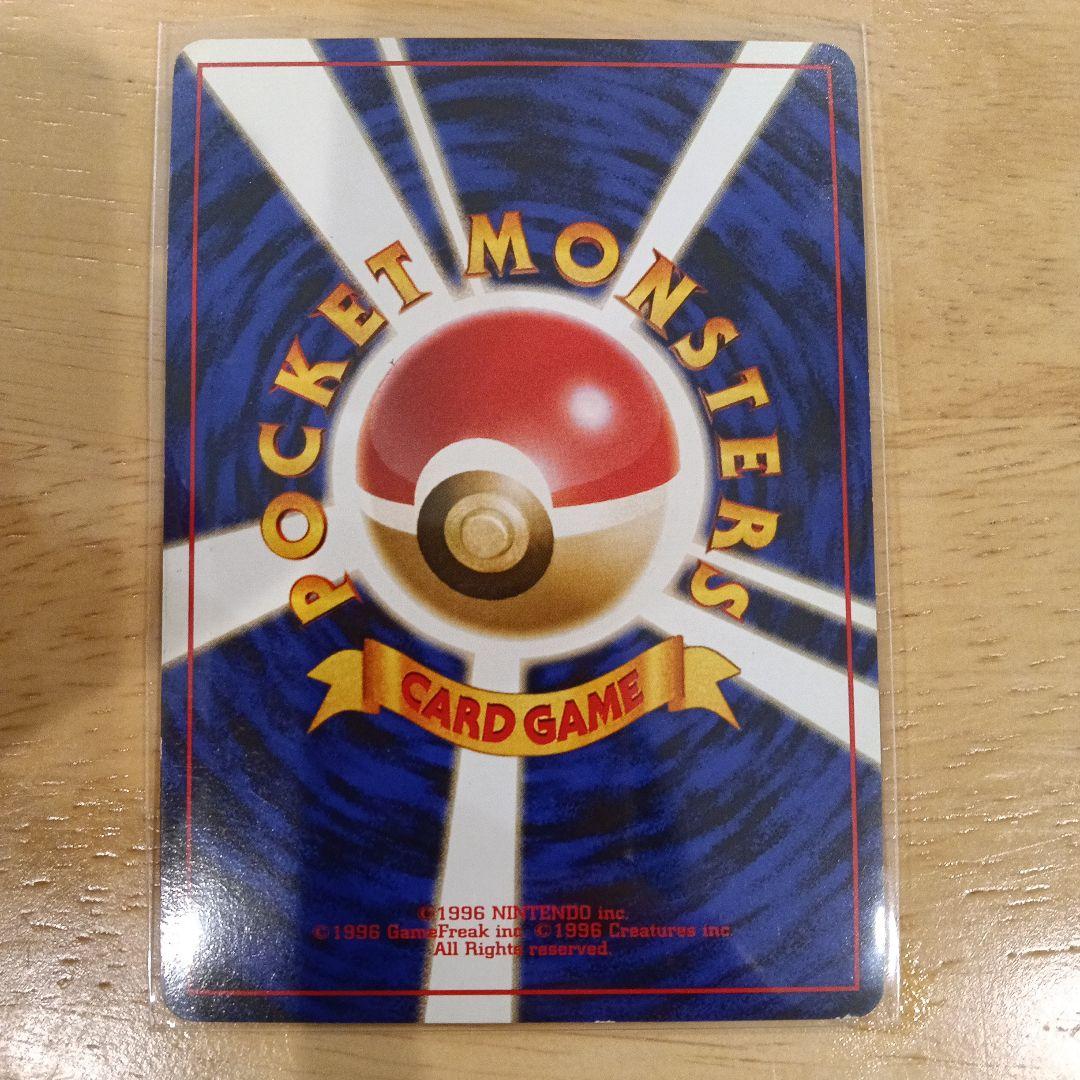 POCKET MONSTERS
CARD GAME
©1996 NINTENDO inc.
©1996 GameFreak inc. ©1996 Creatures inc.
All Rights reserved.